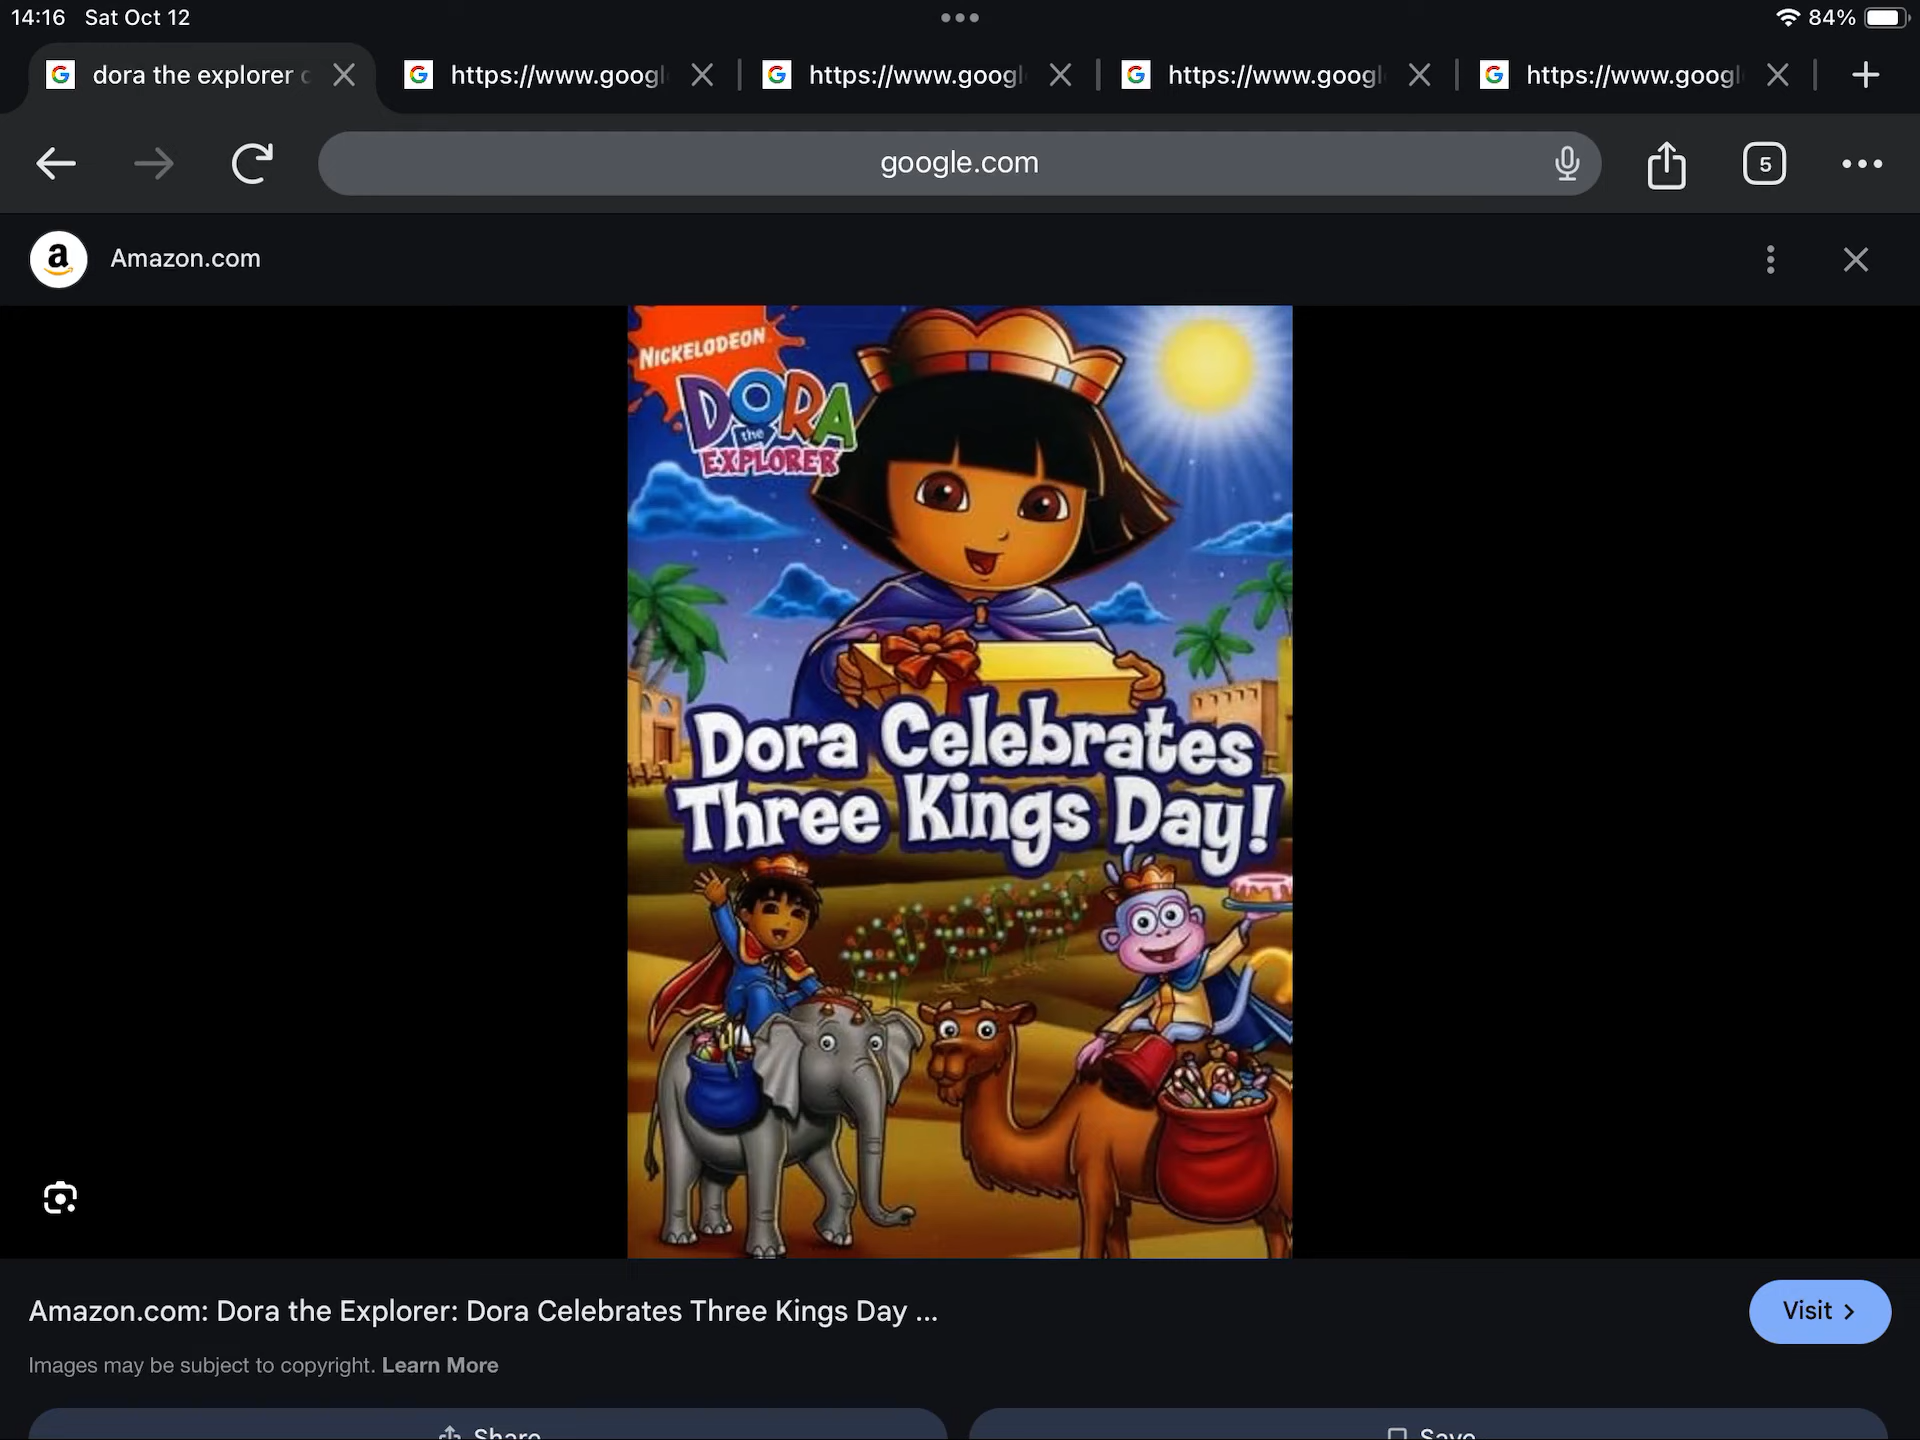 14:16 Sat Oct 12
84%
dora the explorer
https://www.googl
https://www.googl
https://www.googl
https://www.googl
google.com
5
a
Amazon.com
NICKELODEON
DORA
the
EXPLORER
Dora Celebrates
Three Kings Day!
Amazon.com: Dora the Explorer: Dora Celebrates Three Kings Day ...
Visit
Images may be subject to copyright. Learn More
Share
Save